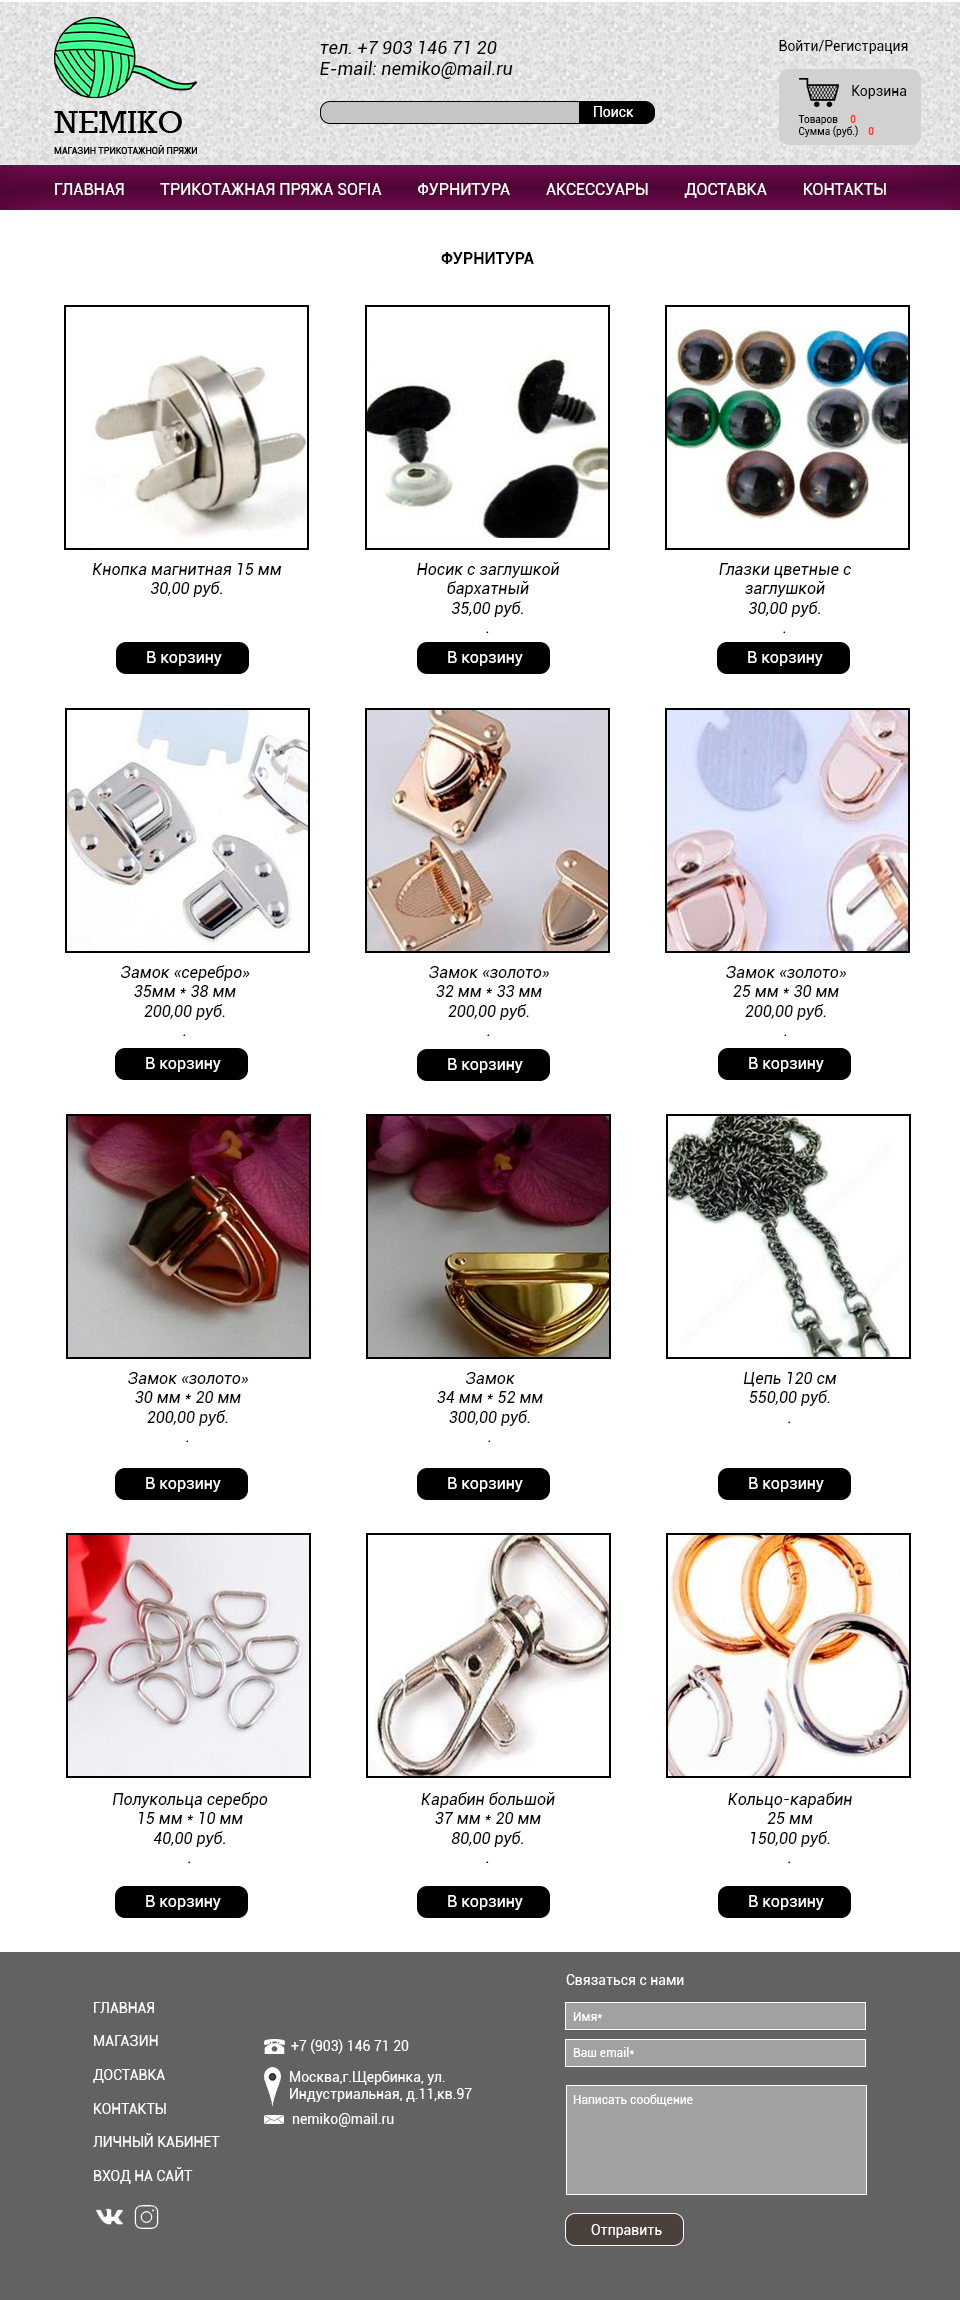 тел. +7 903 146 71 20
E-mail: nemiko@mail.ru
Поиск
Войти/Регистрация
Корзина
Товаров 0
Сумма (руб.) 0
NEMIKO
МАГАЗИН ТРИКОТАЖНОЙ ПРЯЖИ
ГЛАВНАЯ ТРИКОТАЖНАЯ ПРЯЖА SOFIA ФУРНИТУРА АКСЕССУАРЫ ДОСТАВКА КОНТАКТЫ
ФУРНИТУРА
Кнопка магнитная 15 мм
30,00 руб.
В корзину
Носик с заглушкой
бархатный
35,00 руб.
.
В корзину
Глазки цветные с
заглушкой
30,00 руб.
.
В корзину
Замок «серебро»
35мм * 38 мм
200,00 руб.
.
В корзину
Замок «золото»
32 мм * 33 мм
200,00 руб.
.
В корзину
Замок «золото»
25 мм * 30 мм
200,00 руб.
.
В корзину
Замок «золото»
30 мм * 20 мм
200,00 руб.
.
В корзину
Замок
34 мм * 52 мм
300,00 руб.
.
В корзину
Цепь 120 см
550,00 руб.
.
В корзину
Полукольца серебро
15 мм * 10 мм
40,00 руб.
.
В корзину
Карабин большой
37 мм * 20 мм
80,00 руб.
.
В корзину
Кольцо-карабин
25 мм
150,00 руб.
.
В корзину
ГЛАВНАЯ
МАГАЗИН
ДОСТАВКА
КОНТАКТЫ
ЛИЧНЫЙ КАБИНЕТ
ВХОД НА САЙТ
+7 (903) 146 71 20
Москва,г.Щербинка, ул.
Индустриальная, д.11,кв.97
nemiko@mail.ru
Связаться с нами
Имя*
Ваш email*
Написать сообщение
Отправить